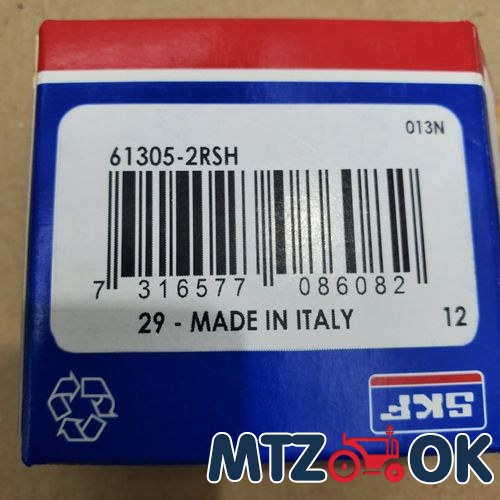 013N
61305-2RSH
7 316577 086082
29 - MADE IN ITALY 12
SKF
MTZ OK